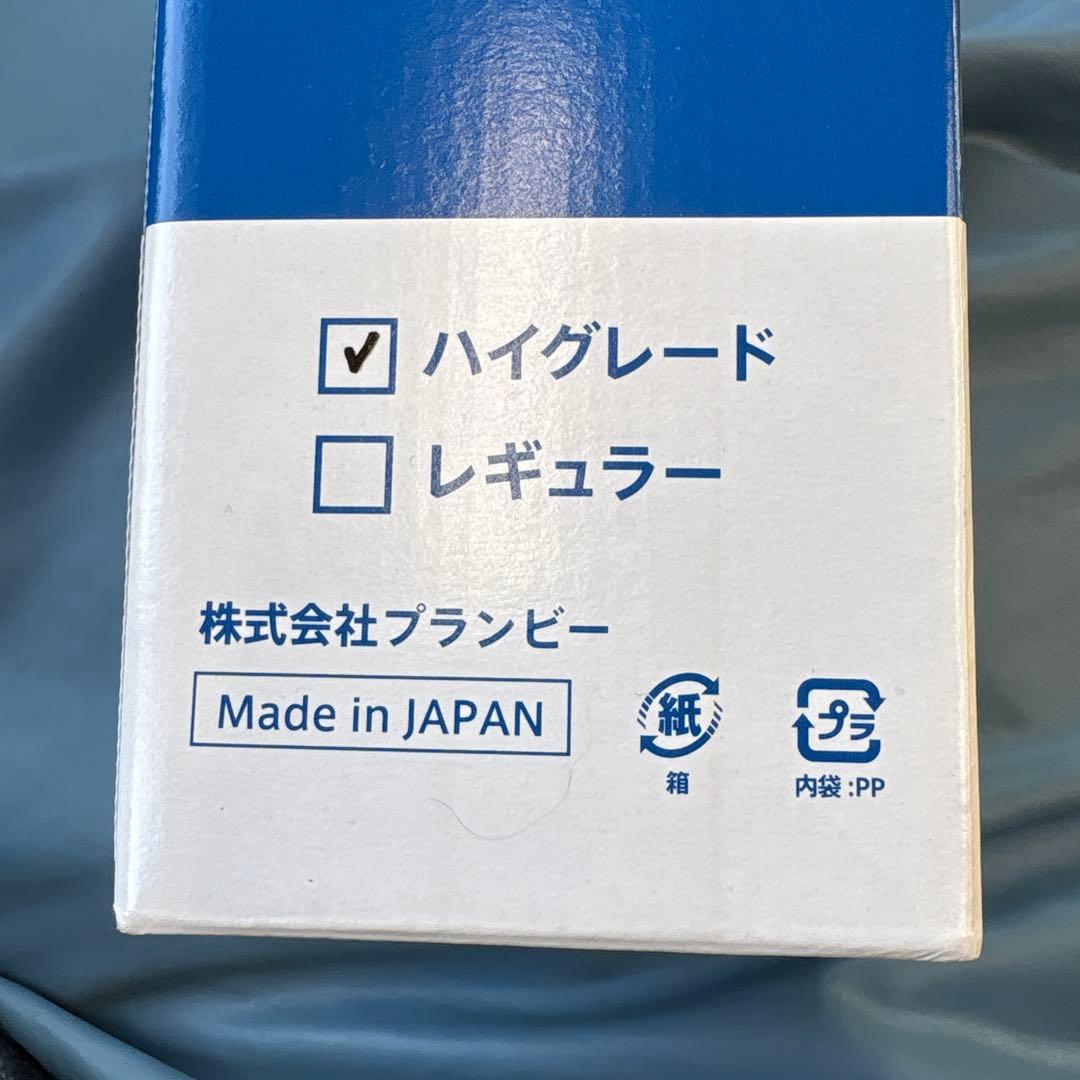 ハイグレード
レギュラー
株式会社プランビー
Made in JAPAN
紙
箱
プラ
内袋:PP